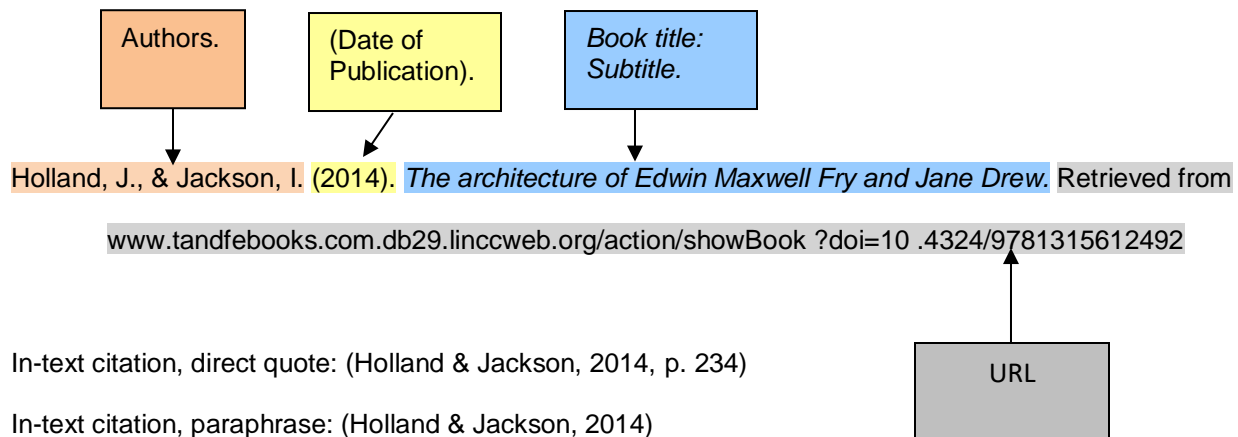 Authors.
(Date of
Publication).
Book title:
Subtitle.
Holland, J., & Jackson, I. (2014). The architecture of Edwin Maxwell Fry and Jane Drew. Retrieved from
www.tandfebooks.com.db29.linccweb.org/action/showBook ?doi=10 .4324/9781315612492
In-text citation, direct quote: (Holland & Jackson, 2014, p. 234)
URL
In-text citation, paraphrase: (Holland & Jackson, 2014)